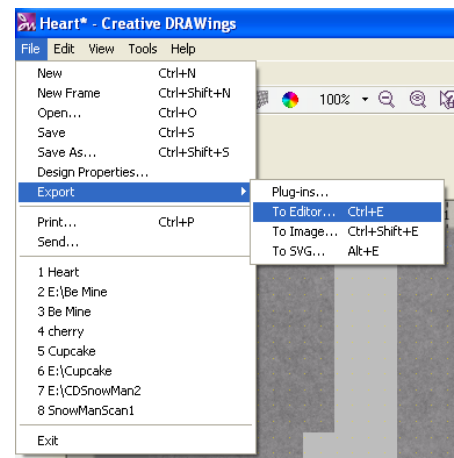 Heart* - Creative DRAWings
File Edit View Tools Help
New Ctrl+N
New Frame Ctrl+Shift+N
100%
Open... Ctrl+O
Save Ctrl+S
Save As... Ctrl+Shift+S
Design Properties...
Export
Plug-ins...
To Editor... Ctrl+E
To Image... Ctrl+Shift+E
To SVG... Alt+E
Print... Ctrl+P
Send...
1 Heart
2 E:\Be Mine
3 Be Mine
4 cherry
5 Cupcake
6 E:\Cupcake
7 E:\CDSnowMan2
8 SnowManScan1
Exit